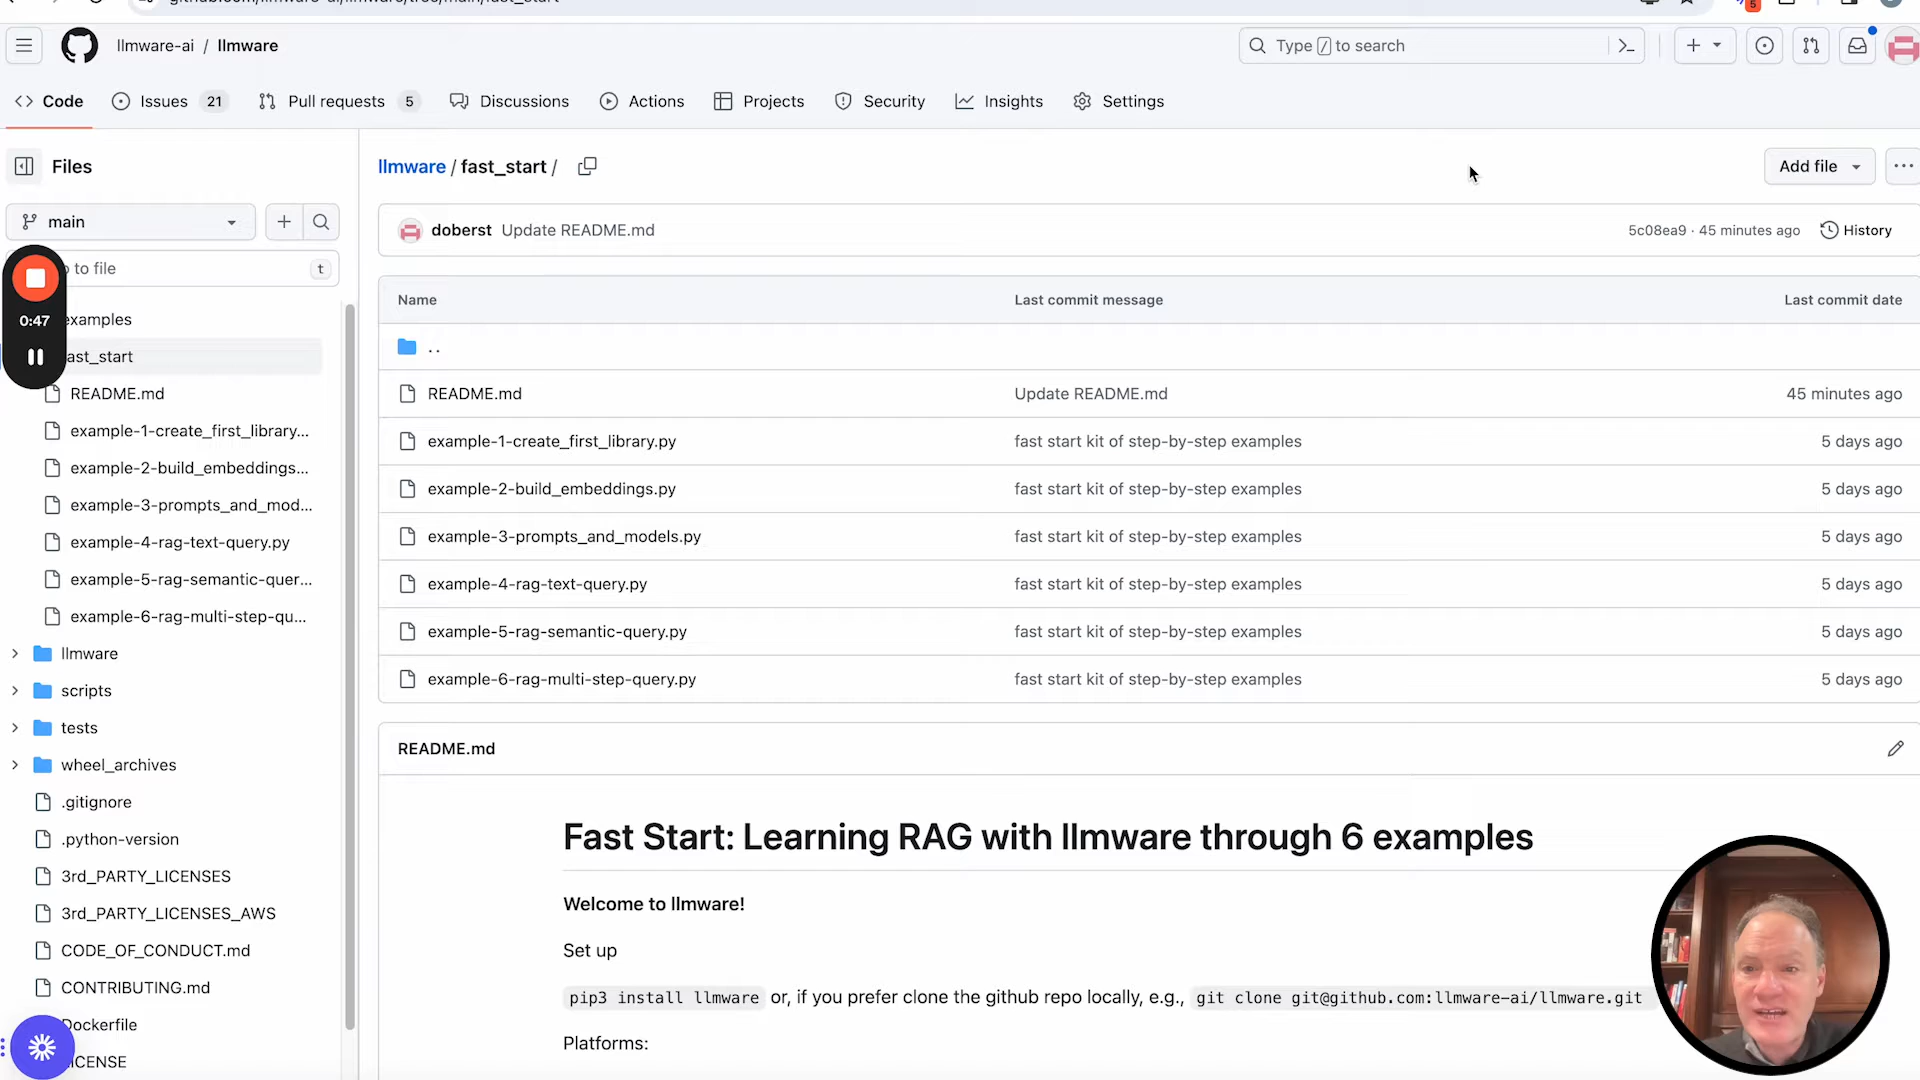 github.com/llmware-ai/llmware/tree/main/fast_start
5
llmware-ai / llmware
Type / to search
Code
Issues 21
Pull requests 5
Discussions
Actions
Projects
Security
Insights
Settings
Files
main
to file
t
0:47
examples
ast_start
README.md
example-1-create_first_library...
example-2-build_embeddings...
example-3-prompts_and_mod...
example-4-rag-text-query.py
example-5-rag-semantic-quer...
example-6-rag-multi-step-qu...
llmware
scripts
tests
wheel_archives
.gitignore
.python-version
3rd_PARTY_LICENSES
3rd_PARTY_LICENSES_AWS
CODE_OF_CONDUCT.md
CONTRIBUTING.md
Dockerfile
ICENSE
llmware / fast_start /
Add file
doberst Update README.md
5c08ea9 · 45 minutes ago
History
Name Last commit message Last commit date
..
README.md Update README.md 45 minutes ago
example-1-create_first_library.py fast start kit of step-by-step examples 5 days ago
example-2-build_embeddings.py fast start kit of step-by-step examples 5 days ago
example-3-prompts_and_models.py fast start kit of step-by-step examples 5 days ago
example-4-rag-text-query.py fast start kit of step-by-step examples 5 days ago
example-5-rag-semantic-query.py fast start kit of step-by-step examples 5 days ago
example-6-rag-multi-step-query.py fast start kit of step-by-step examples 5 days ago
README.md
Fast Start: Learning RAG with llmware through 6 examples
Welcome to llmware!
Set up
pip3 install llmware or, if you prefer clone the github repo locally, e.g., git clone git@github.com:llmware-ai/llmware.git
Platforms: